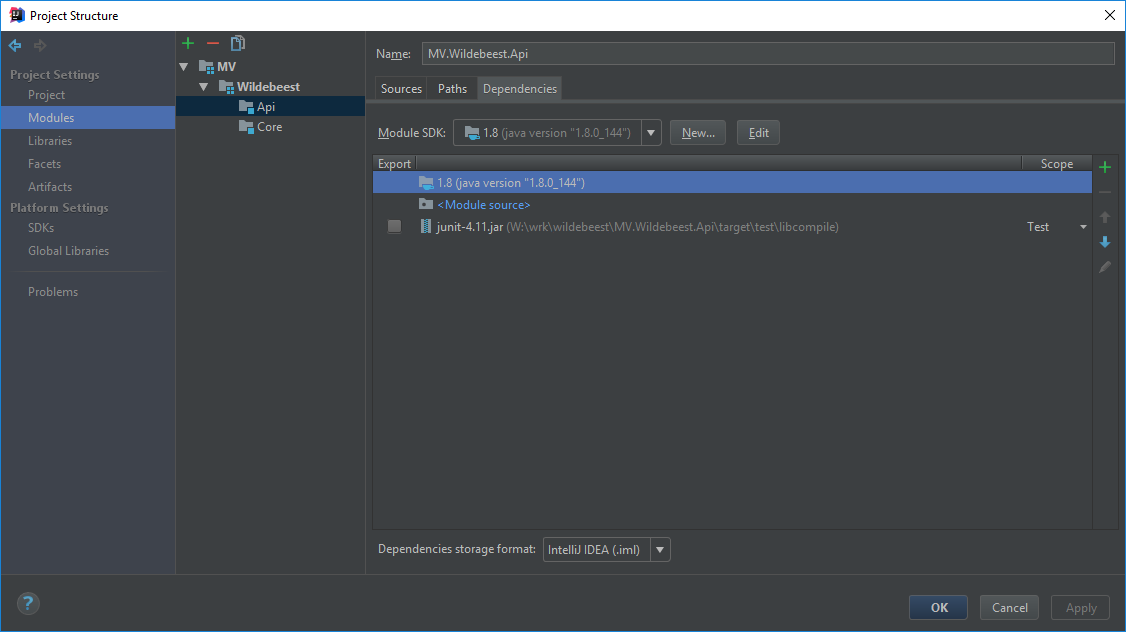 Project Structure
Project Settings
Project
Modules
Libraries
Facets
Artifacts
Platform Settings
SDKs
Global Libraries
Problems
MV
Wildebeest
Api
Core
Name: MV.Wildebeest.Api
Sources Paths Dependencies
Module SDK: 1.8 (java version "1.8.0_144") New... Edit
Export Scope
1.8 (java version "1.8.0_144")
<Module source>
junit-4.11.jar (W:\wrk\wildebeest\MV.Wildebeest.Api\target\test\libcompile) Test
Dependencies storage format: IntelliJ IDEA (.iml)
? OK Cancel Apply